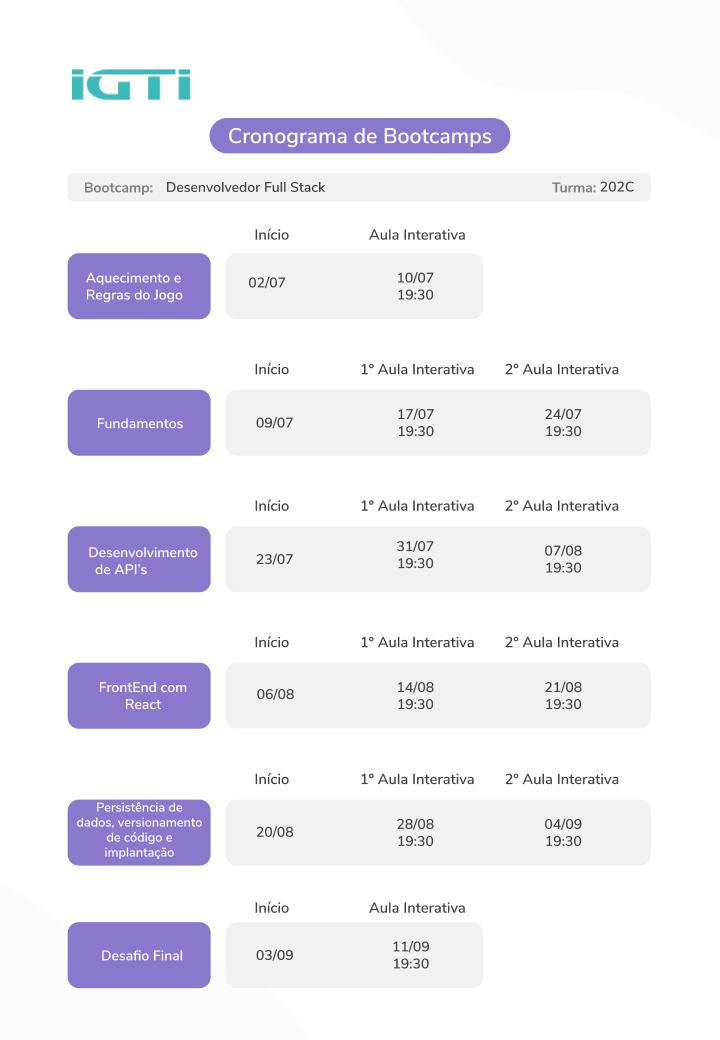 iGTi
Cronograma de Bootcamps
Bootcamp: Desenvolvedor Full Stack Turma: 202C
Início Aula Interativa
Aquecimento e
Regras do Jogo
02/07
10/07
19:30
Início 1º Aula Interativa 2º Aula Interativa
Fundamentos
09/07
17/07
19:30
24/07
19:30
Início 1º Aula Interativa 2º Aula Interativa
Desenvolvimento
de API's
23/07
31/07
19:30
07/08
19:30
Início 1º Aula Interativa 2º Aula Interativa
FrontEnd com
React
06/08
14/08
19:30
21/08
19:30
Início 1º Aula Interativa 2º Aula Interativa
Persistência de
dados, versionamento
de código e
implantação
20/08
28/08
19:30
04/09
19:30
Início Aula Interativa
Desafio Final
03/09
11/09
19:30